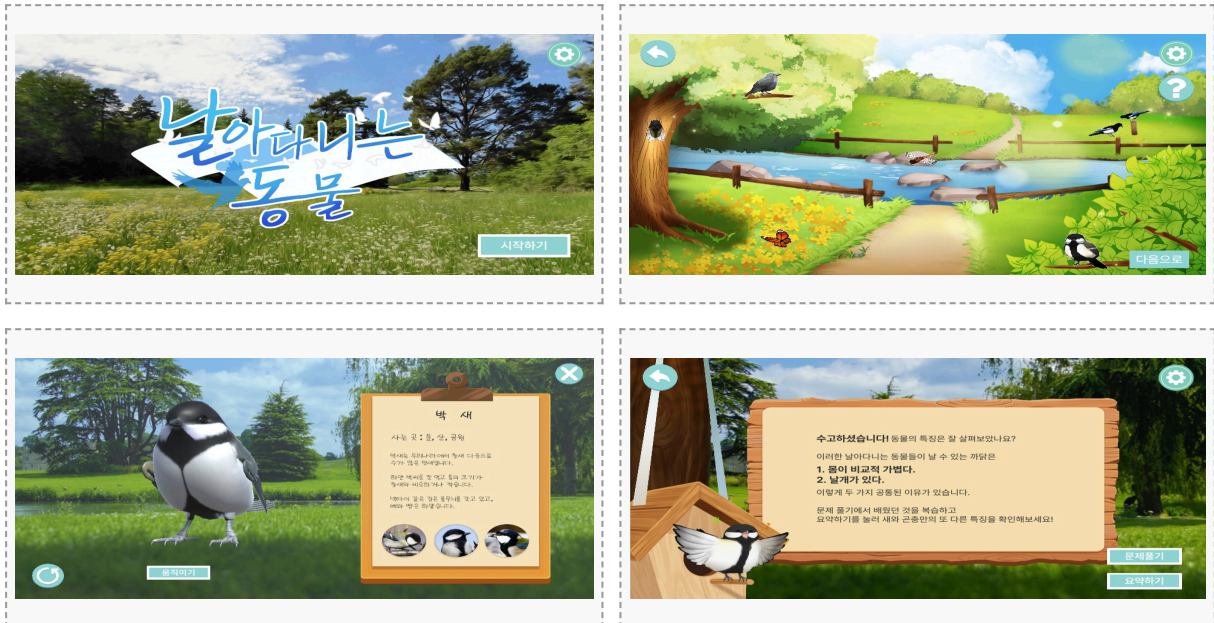 날아다니는
동물
시작하기
?
다음으로
박 새
사는 곳 : 들, 산, 공원
움직이기
수고하셨습니다! 동물의 특징은 잘 살펴보았나요?
이러한 날아다니는 동물들이 날 수 있는 까닭은
1. 몸이 비교적 가볍다.
2. 날개가 있다.
이렇게 두 가지 공통된 이유가 있습니다.
문제 풀기에서 배웠던 것을 복습하고
요약하기를 눌러 새와 곤충만의 또 다른 특징을 확인해보세요!
문제풀기
요약하기